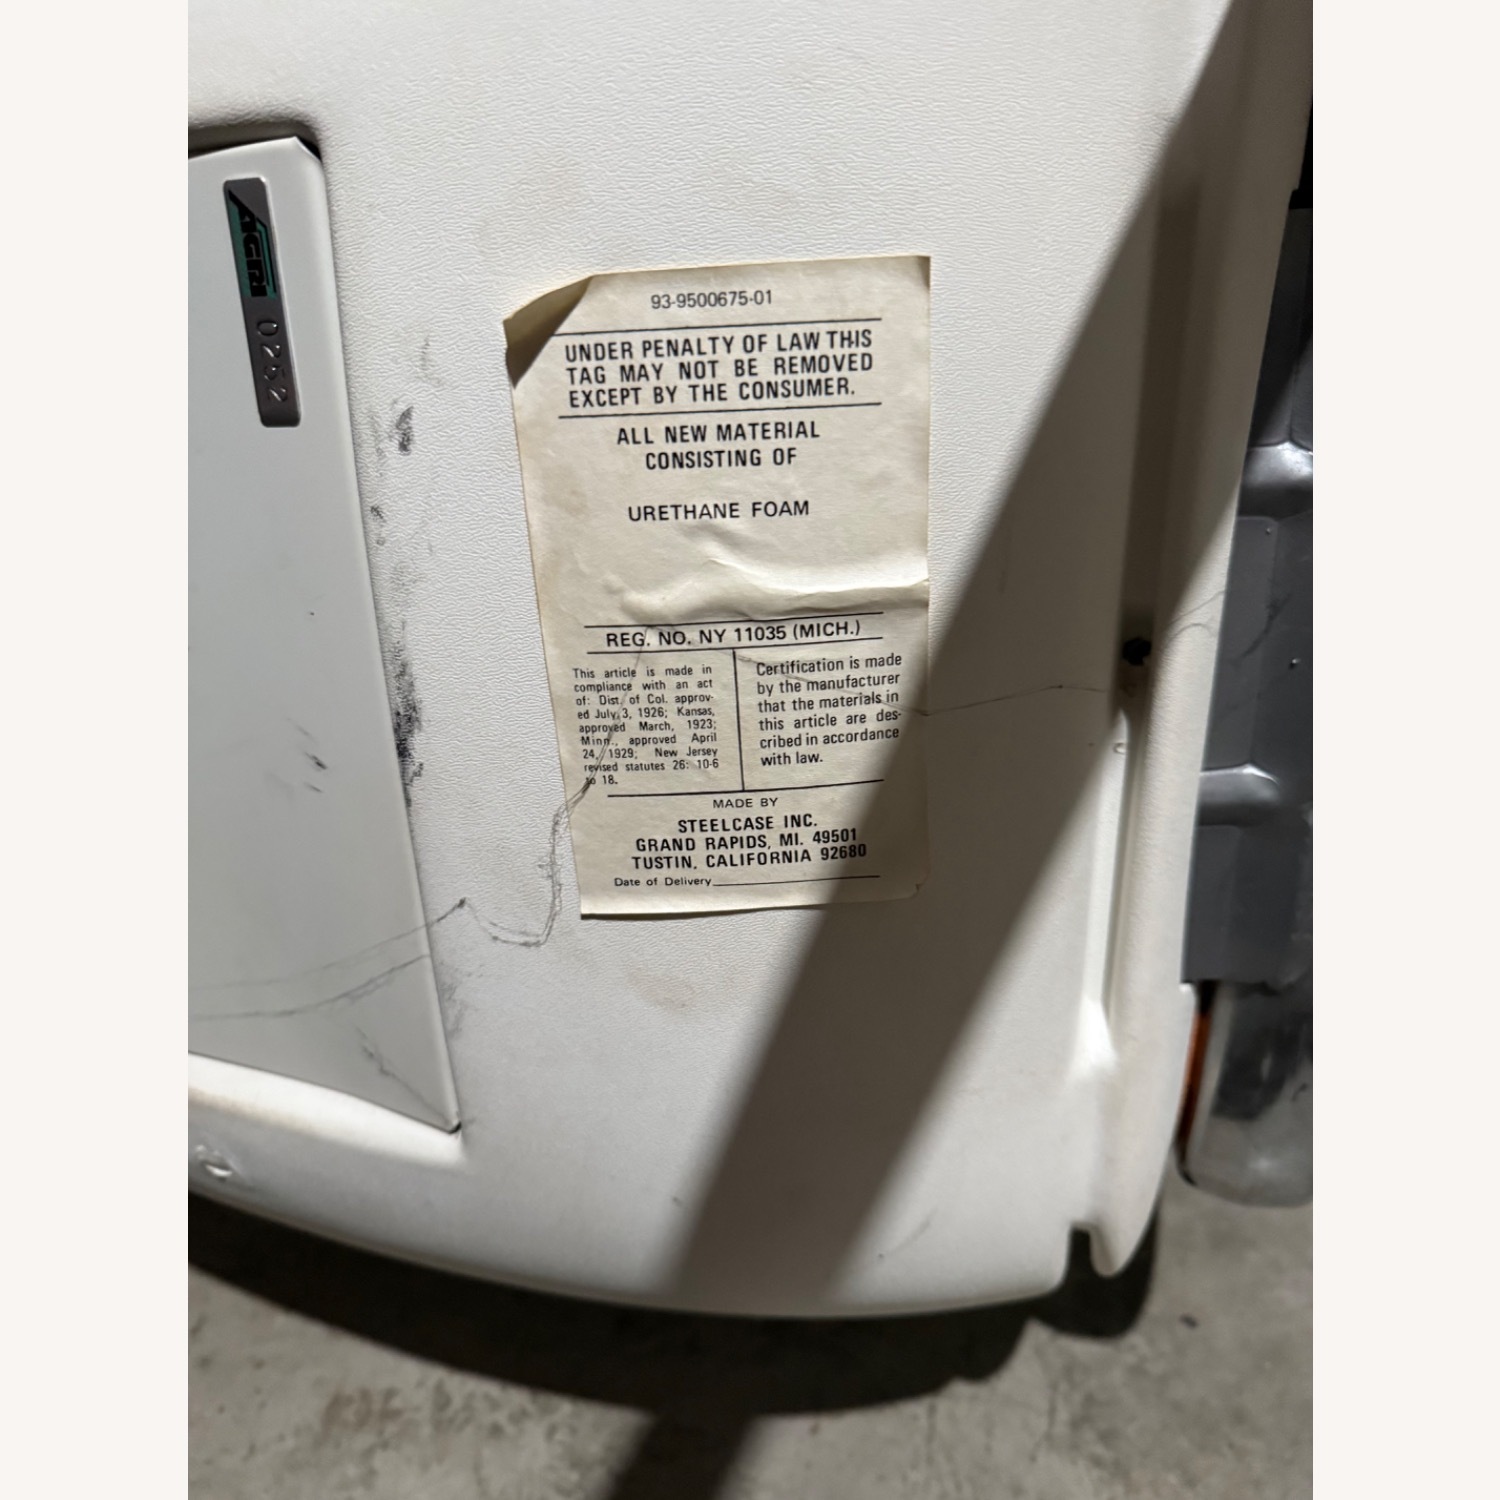 AGRI 0252
93-9500675-01
UNDER PENALTY OF LAW THIS
TAG MAY NOT BE REMOVED
EXCEPT BY THE CONSUMER.
ALL NEW MATERIAL
CONSISTING OF
URETHANE FOAM
REG. NO. NY 11035 (MICH.)
This article is made in
compliance with an act
of: Dist. of Col. approv-
ed July 3, 1926; Kansas,
approved March, 1923;
Minn., approved April
24, 1929; New Jersey
revised statutes 26: 10-6
to 18.
Certification is made
by the manufacturer
that the materials in
this article are des-
cribed in accordance
with law.
MADE BY
STEELCASE INC.
GRAND RAPIDS, MI. 49501
TUSTIN, CALIFORNIA 92680
Date of Delivery